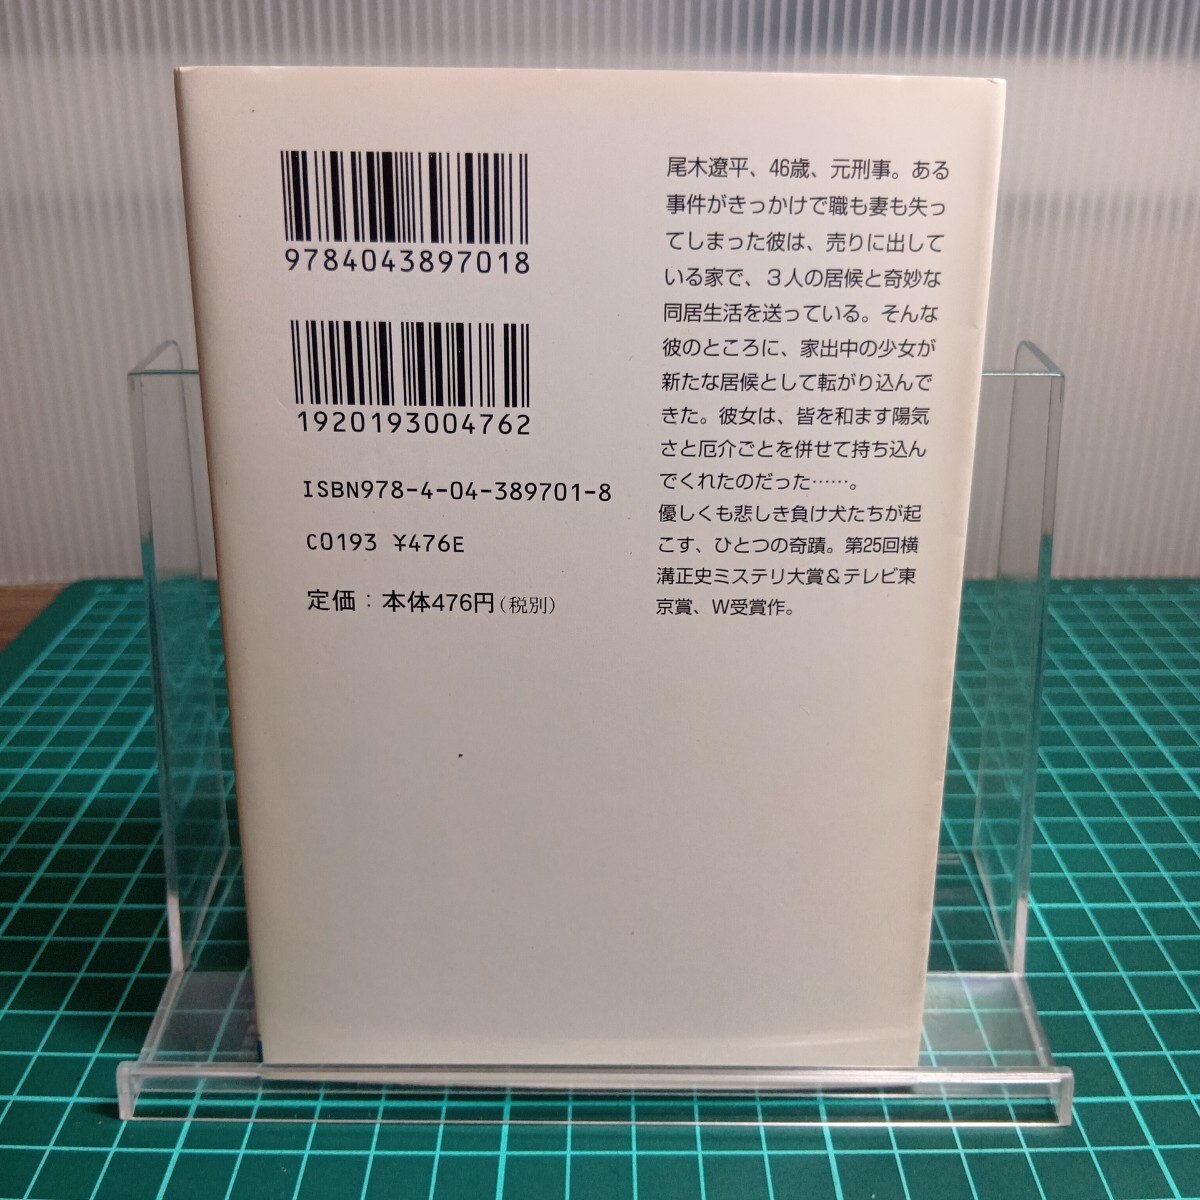 9784043897018
1920193004762
ISBN978-4-04-389701-8
C0193 ¥476E
定価：本体476円（税別）
尾木遼平、46歳、元刑事。ある
事件がきっかけで職も妻も失っ
てしまった彼は、売りに出して
いる家で、３人の居候と奇妙な
同居生活を送っている。そんな
彼のところに、家出中の少女が
新たな居候として転がり込んで
きた。彼女は、皆を和ます陽気
さと厄介ごとを併せて持ち込ん
でくれたのだった……。
優しくも悲しき負け犬たちが起
こす、ひとつの奇蹟。第25回横
溝正史ミステリ大賞＆テレビ東
京賞、W受賞作。